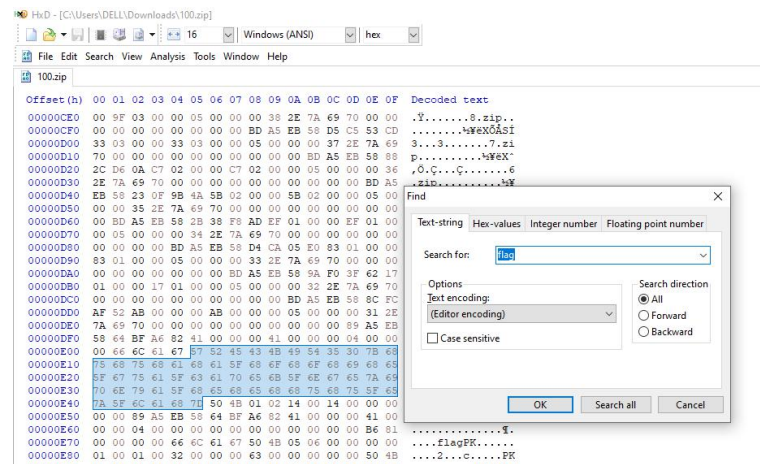 HxD - [C:\Users\DELL\Downloads\100.zip]
16 Windows (ANSI) hex
File Edit Search View Analysis Tools Window Help
100.zip
Offset(h) 00 01 02 03 04 05 06 07 08 09 0A 0B 0C 0D 0E 0F Decoded text
00000CE0 00 9F 03 00 00 05 00 00 00 38 2E 7A 69 70 00 00 .Ÿ.......8.zip..
00000CF0 00 00 00 00 00 00 00 00 BD A5 EB 58 D5 C5 53 CD ........½¥ëXÕÅSÍ
00000D00 33 03 00 00 33 03 00 00 05 00 00 00 37 2E 7A 69 3...3.......7.zi
00000D10 70 00 00 00 00 00 00 00 00 00 00 BD A5 EB 58 88 p..........½¥ëXˆ
00000D20 2C D6 0A C7 02 00 00 C7 02 00 00 05 00 00 00 36 ,Ö.Ç...Ç.......6
00000D30 2E 7A 69 70 00 00 00 00 00 00 00 00 00 00 BD A5 .zip..........½¥
00000D40 EB 58 23 0F 9B 4A 5B 02 00 00 5B 02 00 00 05 00
00000D50 00 00 35 2E 7A 69 70 00 00 00 00 00 00 00 00 00
00000D60 00 BD A5 EB 58 2B 38 F8 AD EF 01 00 00 EF 01 00
00000D70 00 05 00 00 00 34 2E 7A 69 70 00 00 00 00 00 00
00000D80 00 00 00 00 BD A5 EB 58 D4 CA 05 E0 83 01 00 00
00000D90 83 01 00 00 05 00 00 00 33 2E 7A 69 70 00 00 00
00000DA0 00 00 00 00 00 00 00 BD A5 EB 58 9A F0 3F 62 17
00000DB0 01 00 00 17 01 00 00 05 00 00 00 32 2E 7A 69 70
00000DC0 00 00 00 00 00 00 00 00 00 00 BD A5 EB 58 8C FC
00000DD0 AF 52 AB 00 00 00 AB 00 00 00 05 00 00 00 31 2E
00000DE0 7A 69 70 00 00 00 00 00 00 00 00 00 00 89 A5 EB
00000DF0 58 64 BF A6 82 41 00 00 00 41 00 00 00 04 00 00
00000E00 00 66 6C 61 67 57 52 45 43 4B 49 54 35 30 7B 68
00000E10 75 68 75 68 61 68 61 5F 68 6F 68 6F 68 69 68 65
00000E20 5F 67 75 61 5F 63 61 70 65 6B 5F 6E 67 65 7A 69
00000E30 70 6E 79 61 5F 68 65 68 65 68 68 75 68 75 5F 65
00000E40 7A 5F 6C 61 68 7D 50 4B 01 02 14 00 14 00 00 00
00000E50 00 00 89 A5 EB 58 64 BF A6 82 41 00 00 00 41 00
00000E60 00 00 04 00 00 00 00 00 00 00 00 00 00 00 B6 81 ..............¶.
00000E70 00 00 00 00 66 6C 61 67 50 4B 05 06 00 00 00 00 ....flagPK......
00000E80 01 00 01 00 32 00 00 00 63 00 00 00 00 00 50 4B ....2...c.....PK
Find
Text-string Hex-values Integer number Floating point number
Search for: flag
Options
Text encoding:
(Editor encoding)
Case sensitive
Search direction
All
Forward
Backward
OK Search all Cancel